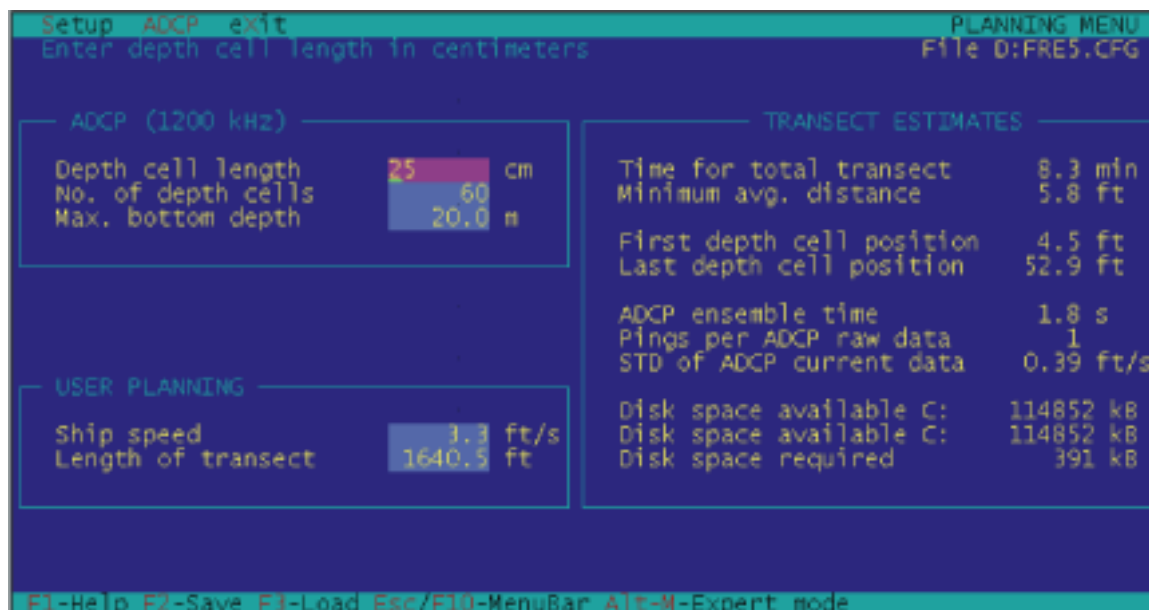 Setup ADCP eXit PLANNING MENU
Enter depth cell length in centimeters File D:FRE5.CFG
ADCP (1200 kHz)
Depth cell length 25 cm
No. of depth cells 60
Max. bottom depth 20.0 m
USER PLANNING
Ship speed 3.3 ft/s
Length of transect 1640.5 ft
TRANSECT ESTIMATES
Time for total transect 8.3 min
Minimum avg. distance 5.8 ft
First depth cell position 4.5 ft
Last depth cell position 52.9 ft
ADCP ensemble time 1.8 s
Pings per ADCP raw data 1
STD of ADCP current data 0.39 ft/s
Disk space available C: 114852 kB
Disk space available C: 114852 kB
Disk space required 391 kB
F1-Help F2-Save F3-Load Esc/F10-MenuBar Alt-M-Expert mode